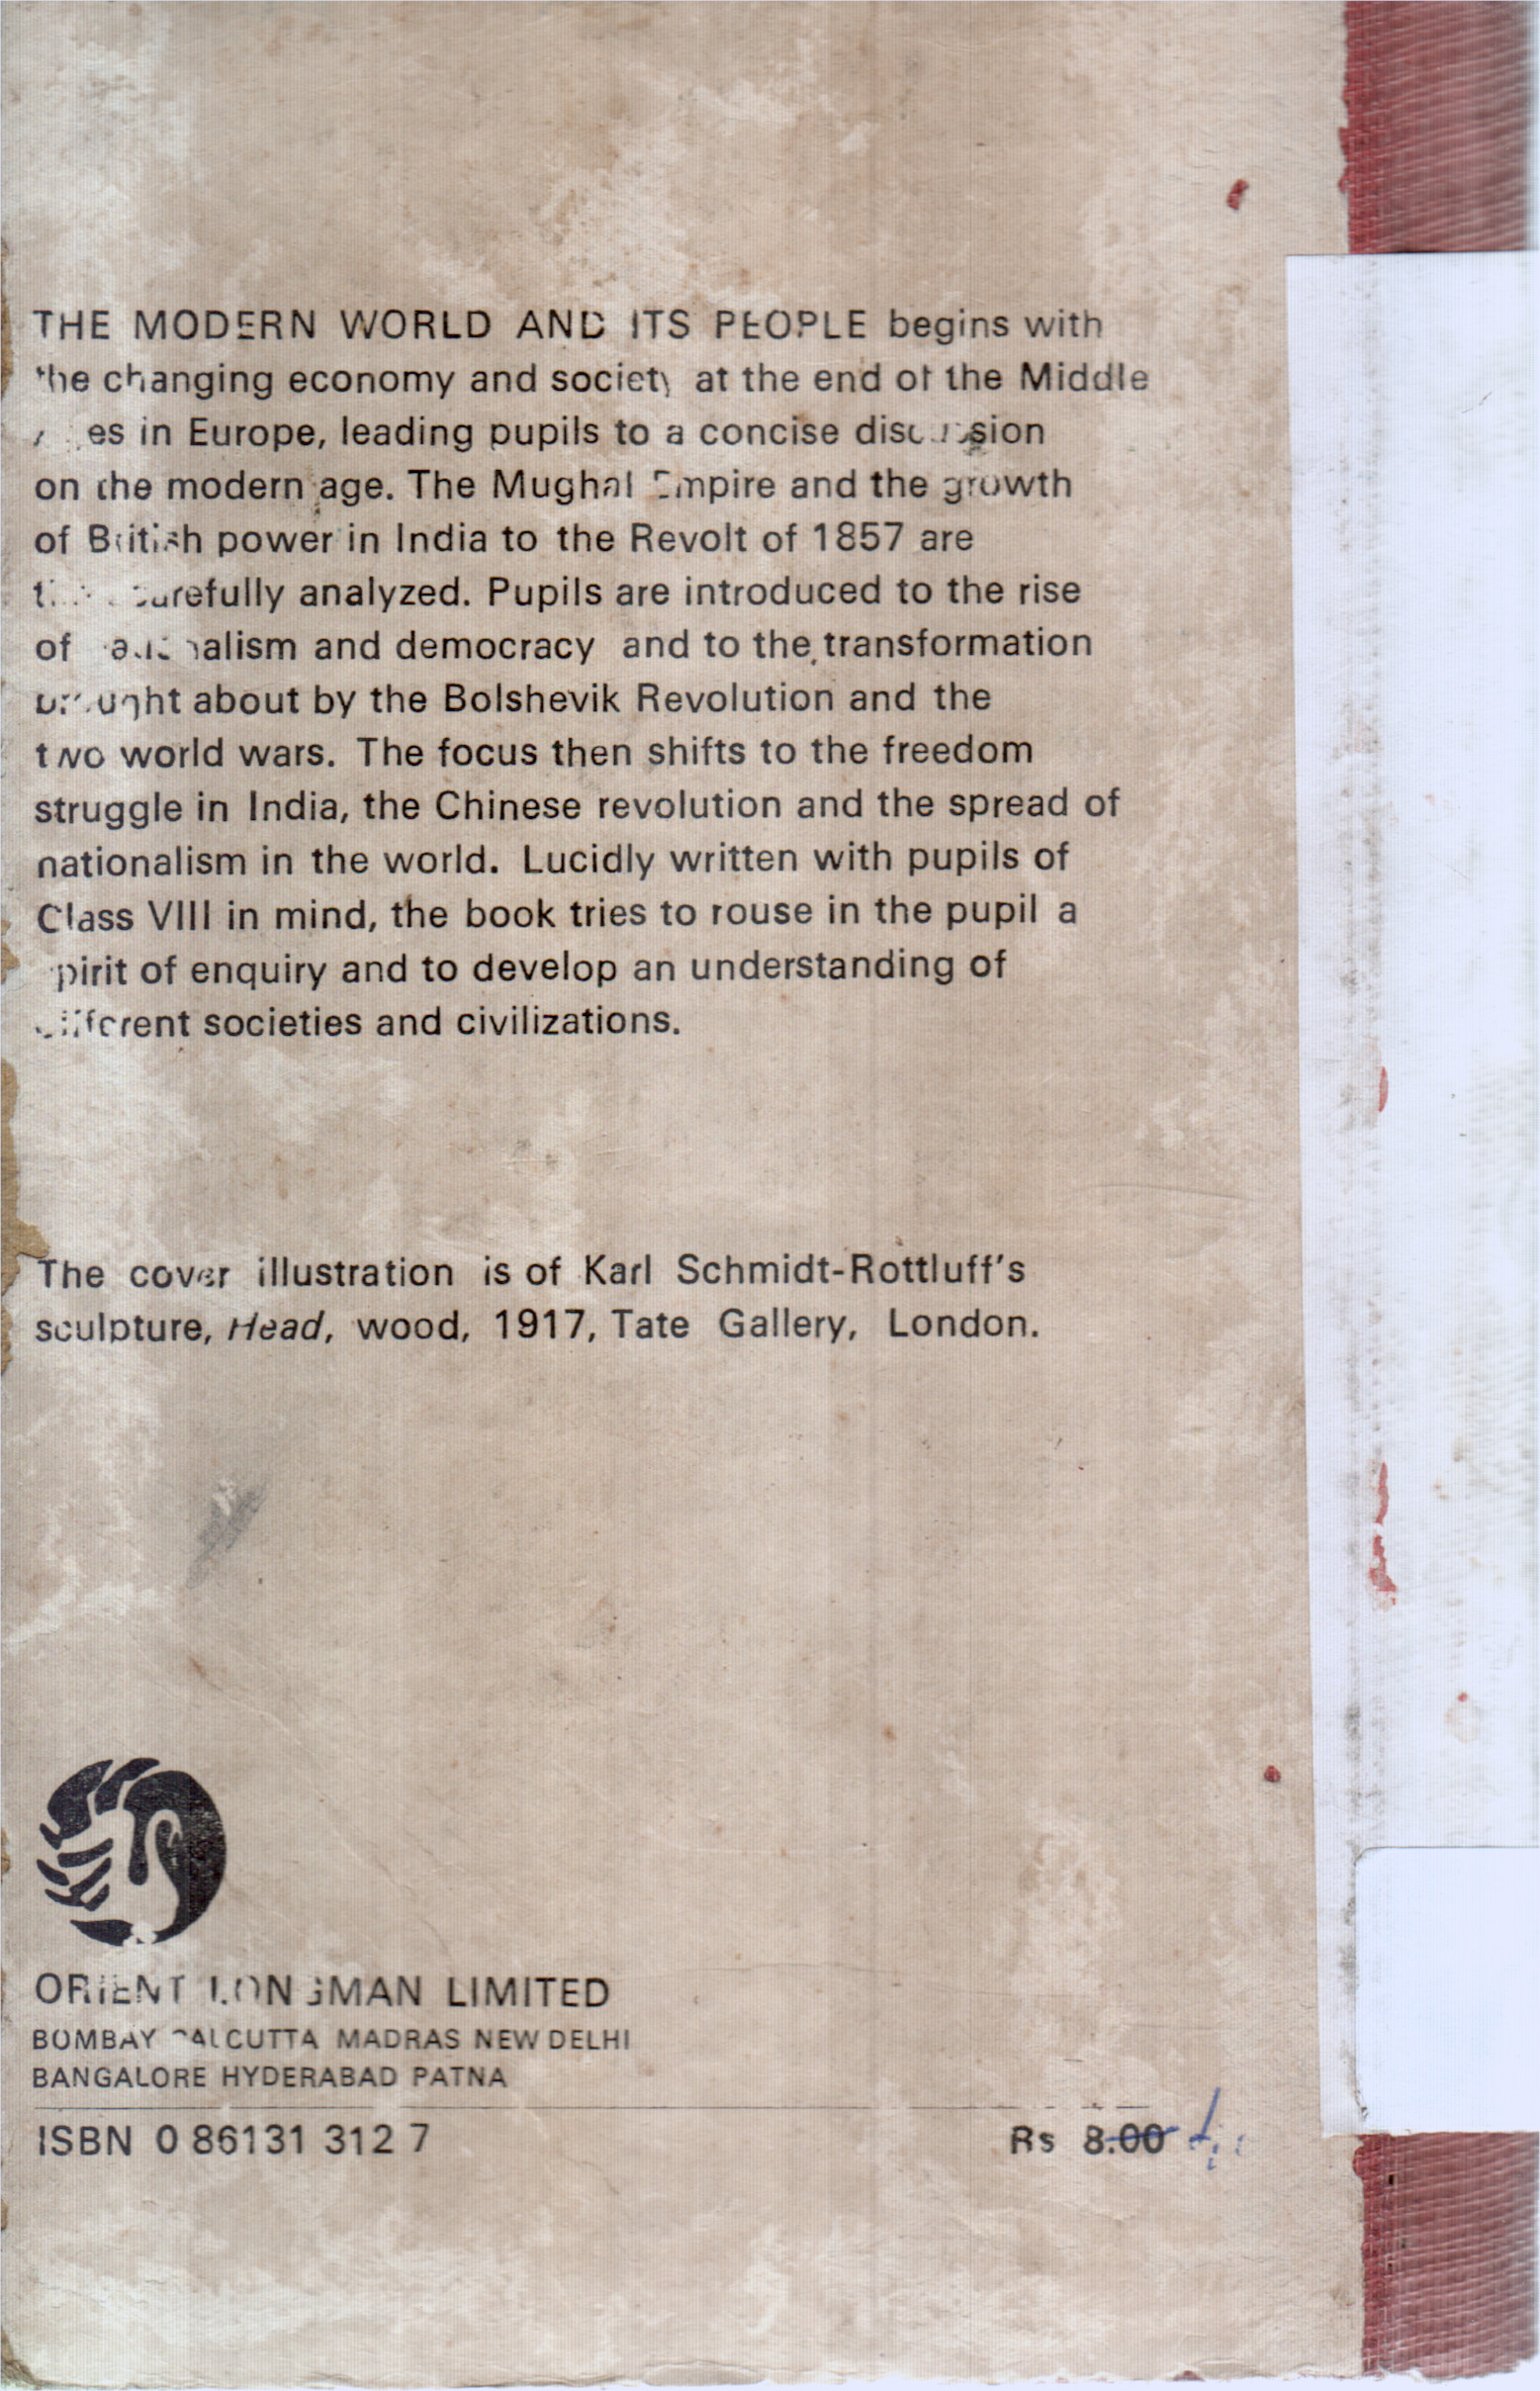 THE MODERN WORLD AND ITS PEOPLE begins with
the changing economy and society at the end of the Middle
in Europe, leading pupils to a concise discussion
on the modern age. The Mughal Empire and the growth
of British power in India to the Revolt of 1857 are
carefully analyzed. Pupils are introduced to the rise
of and democracy and to the transformation
brought about by the Bolshevik Revolution and the
two world wars. The focus then shifts to the freedom
struggle in India, the Chinese revolution and the spread of
nationalism in the world. Lucidly written with pupils of
Class VIII in mind, the book tries to rouse in the pupil a
spirit of enquiry and to develop an understanding of
different societies and civilizations.
The cover illustration is of Karl Schmidt-Rottluff's
sculpture, Head, wood, 1917, Tate Gallery, London.
ORIENT LONGMAN LIMITED
BOMBAY CALCUTTA MADRAS NEW DELHI
BANGALORE HYDERABAD PATNA
ISBN 0 86131 312 7
Rs 8.00